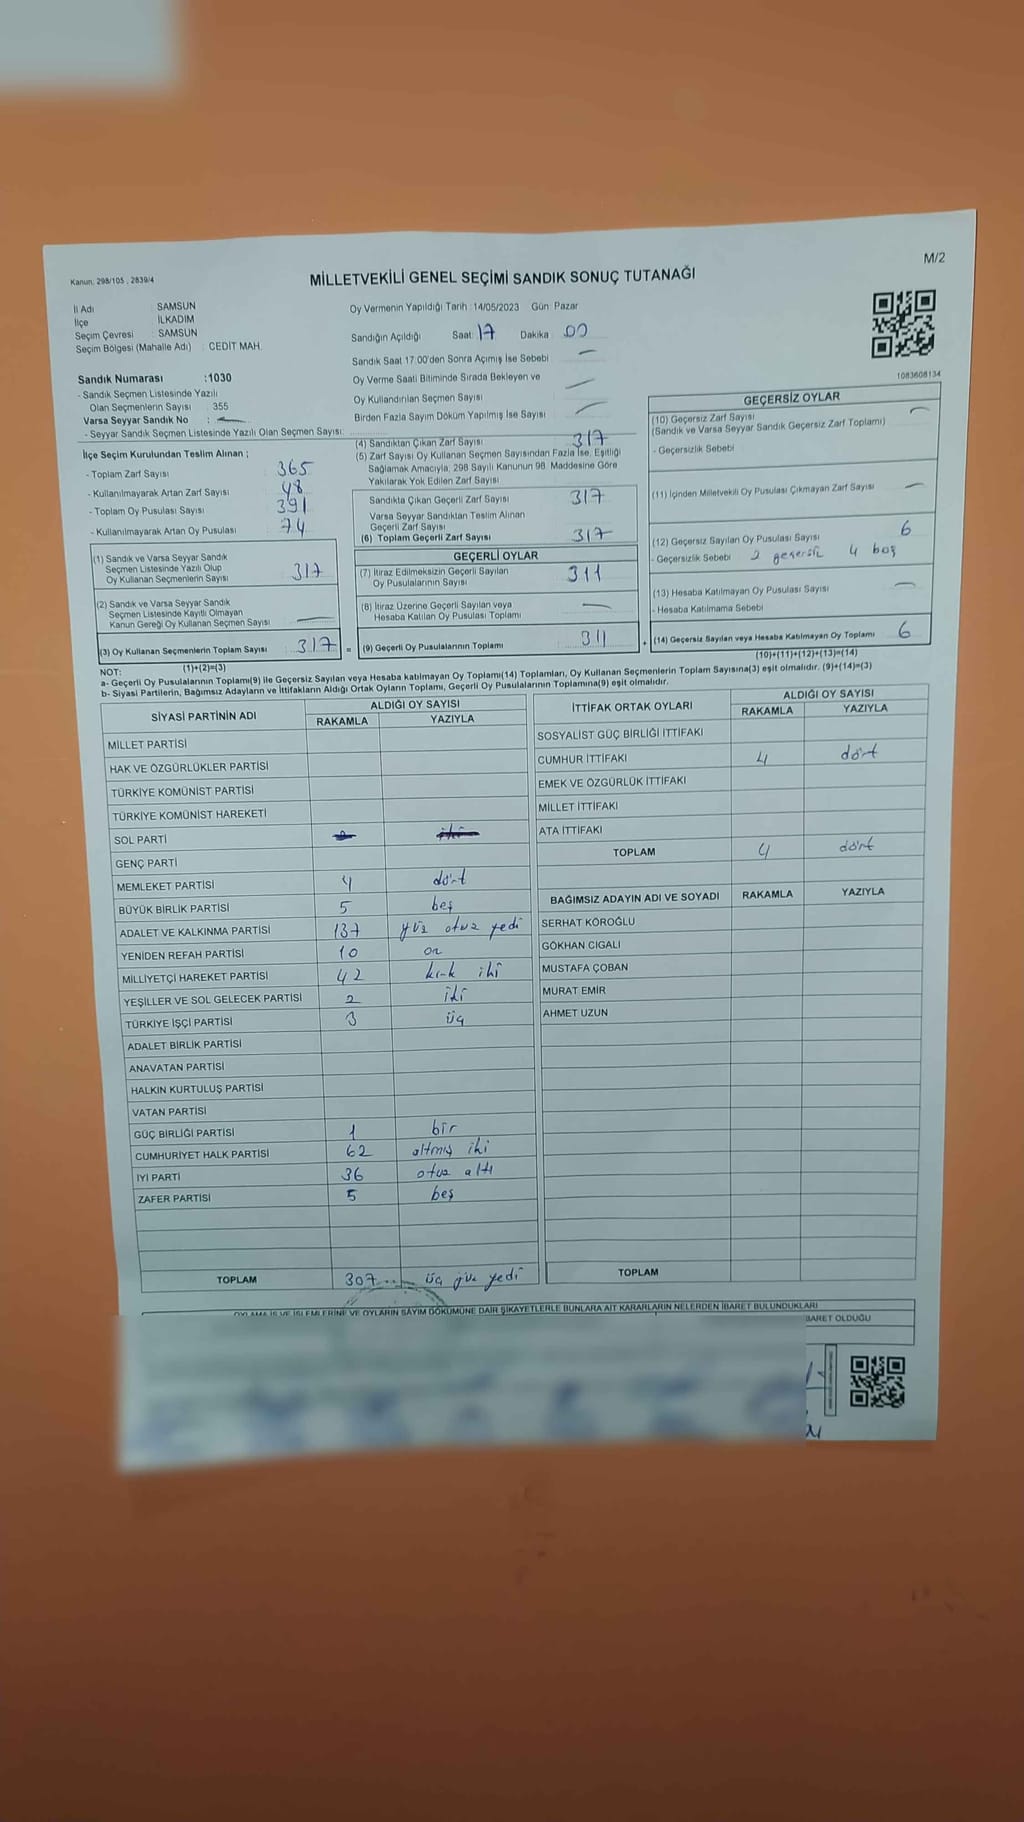 Kanun: 298/105 , 2839/4
MİLLETVEKİLİ GENEL SEÇİMİ SANDIK SONUÇ TUTANAĞI
M/2
İl Adı : SAMSUN
İlçe : İLKADIM
Seçim Çevresi : SAMSUN
Seçim Bölgesi (Mahalle Adı) : CEDİT MAH.
Sandık Numarası :1030
- Sandık Seçmen Listesinde Yazılı
Olan Seçmenlerin Sayısı : 355
Varsa Seyyar Sandık No : —
- Seyyar Sandık Seçmen Listesinde Yazılı Olan Seçmen Sayısı:
İlçe Seçim Kurulundan Teslim Alınan ;
- Toplam Zarf Sayısı 365
- Kullanılmayarak Artan Zarf Sayısı 48
- Toplam Oy Pusulası Sayısı 391
- Kullanılmayarak Artan Oy Pusulası 74
(1) Sandık ve Varsa Seyyar Sandık
Seçmen Listesinde Yazılı Olup
Oy Kullanan Seçmenlerin Sayısı 317
(2) Sandık ve Varsa Seyyar Sandık
Seçmen Listesinde Kayıtlı Olmayan
Kanun Gereği Oy Kullanan Seçmen Sayısı —
(3) Oy Kullanan Seçmenlerin Toplam Sayısı 317
(1)+(2)=(3)
Oy Vermenin Yapıldığı Tarih : 14/05/2023 Gün: Pazar
Sandığın Açıldığı Saat: 17 Dakika : 00
Sandık Saat 17:00'den Sonra Açımış İse Sebebi —
Oy Verme Saati Bitiminde Sırada Bekleyen ve
Oy Kullandırılan Seçmen Sayısı —
Birden Fazla Sayım Döküm Yapılmış İse Sayısı —
(4) Sandıktan Çıkan Zarf Sayısı 317
(5) Zarf Sayısı Oy Kullanan Seçmen Sayısından Fazla İse, Eşitliği
Sağlamak Amacıyla, 298 Sayılı Kanunun 98. Maddesine Göre
Yakılarak Yok Edilen Zarf Sayısı
Sandıkta Çıkan Geçerli Zarf Sayısı 317
Varsa Seyyar Sandıktan Teslim Alınan
Geçerli Zarf Sayısı
(6) Toplam Geçerli Zarf Sayısı 317
GEÇERLİ OYLAR
(7) İtiraz Edilmeksizin Geçerli Sayılan
Oy Pusulalarının Sayısı 311
(8) İtiraz Üzerine Geçerli Sayılan veya
Hesaba Katılan Oy Pusulası Toplamı —
= (9) Geçerli Oy Pusulalarının Toplamı 311 +
1083608134
GEÇERSİZ OYLAR
(10) Geçersiz Zarf Sayısı —
(Sandık ve Varsa Seyyar Sandık Geçersiz Zarf Toplamı)
- Geçersizlik Sebebi
(11) İçinden Milletvekili Oy Pusulası Çıkmayan Zarf Sayısı —
(12) Geçersiz Sayılan Oy Pusulası Sayısı 6
- Geçersizlik Sebebi 2 geçersiz 4 boş
(13) Hesaba Katılmayan Oy Pusulası Sayısı —
- Hesaba Katılmama Sebebi
(14) Geçersiz Sayılan veya Hesaba Katılmayan Oy Toplamı 6
(10)+(11)+(12)+(13)=(14)
NOT:
a- Geçerli Oy Pusulalarının Toplamı(9) ile Geçersiz Sayılan veya Hesaba katılmayan Oy Toplamı(14) Toplamları, Oy Kullanan Seçmenlerin Toplam Sayısına(3) eşit olmalıdır. (9)+(14)=(3)
b- Siyasi Partilerin, Bağımsız Adayların ve İttifakların Aldığı Ortak Oyların Toplamı, Geçerli Oy Pusulalarının Toplamına(9) eşit olmalıdır.
SİYASİ PARTİNİN ADI ALDIĞI OY SAYISI
RAKAMLA YAZIYLA
MİLLET PARTİSİ
HAK VE ÖZGÜRLÜKLER PARTİSİ
TÜRKİYE KOMÜNİST PARTİSİ
TÜRKİYE KOMÜNİST HAREKETİ
SOL PARTİ
GENÇ PARTİ
MEMLEKET PARTİSİ 4 dört
BÜYÜK BİRLİK PARTİSİ 5 beş
ADALET VE KALKINMA PARTİSİ 137 yüz otuz yedi
YENİDEN REFAH PARTİSİ 10 on
MİLLİYETÇİ HAREKET PARTİSİ 42 kırk iki
YEŞİLLER VE SOL GELECEK PARTİSİ 2 iki
TÜRKİYE İŞÇİ PARTİSİ 3 üç
ADALET BİRLİK PARTİSİ
ANAVATAN PARTİSİ
HALKIN KURTULUŞ PARTİSİ
VATAN PARTİSİ
GÜÇ BİRLİĞİ PARTİSİ 1 bir
CUMHURİYET HALK PARTİSİ 62 altmış iki
İYİ PARTİ 36 otuz altı
ZAFER PARTİSİ 5 beş
TOPLAM 307 üç yüz yedi
İTTİFAK ORTAK OYLARI ALDIĞI OY SAYISI
RAKAMLA YAZIYLA
SOSYALİST GÜÇ BİRLİĞİ İTTİFAKI
CUMHUR İTTİFAKI 4 dört
EMEK VE ÖZGÜRLÜK İTTİFAKI
MİLLET İTTİFAKI
ATA İTTİFAKI
TOPLAM 4 dört
BAĞIMSIZ ADAYIN ADI VE SOYADI RAKAMLA YAZIYLA
SERHAT KÖROĞLU
GÖKHAN CIGALI
MUSTAFA ÇOBAN
MURAT EMİR
AHMET UZUN
TOPLAM
OYLAMA İŞ VE İŞLEMLERİNE VE OYLARIN SAYIM DÖKÜMÜNE DAİR ŞİKAYETLERLE BUNLARA AİT KARARLARIN NELERDEN İBARET BULUNDUKLARI
BARET OLDUĞU